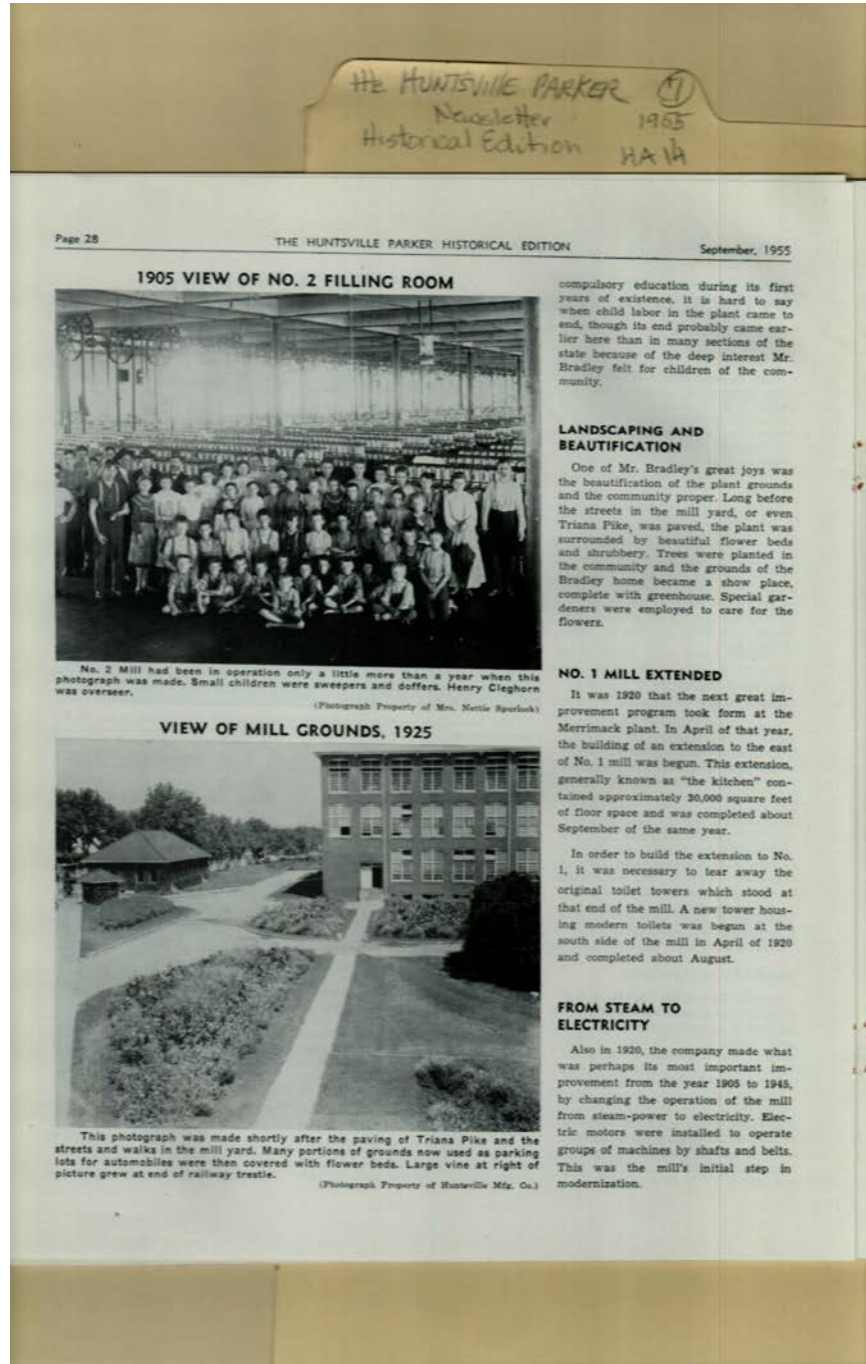 the HUNTSVILLE PARKER 7
Newsletter 1955
Historical Edition HA 14
Page 28
THE HUNTSVILLE PARKER HISTORICAL EDITION
September, 1955
1905 VIEW OF NO. 2 FILLING ROOM
No. 2 Mill had been in operation only a little more than a year when this
photograph was made. Small children were sweepers and doffers. Henry Cleghorn
was overseer.
(Photograph Property of Mrs. Nettie Spurlock)
VIEW OF MILL GROUNDS, 1925
This photograph was made shortly after the paving of Triana Pike and the
streets and walks in the mill yard. Many portions of grounds now used as parking
lots for automobiles were then covered with flower beds. Large vine at right of
picture grew at end of railway trestle.
(Photograph Property of Huntsville Mfg. Co.)
compulsory education during its first
years of existence, it is hard to say
when child labor in the plant came to
end, though its end probably came ear-
lier here than in many sections of the
state because of the deep interest Mr.
Bradley felt for children of the com-
munity.
LANDSCAPING AND
BEAUTIFICATION
One of Mr. Bradley's great joys was
the beautification of the plant grounds
and the community proper. Long before
the streets in the mill yard, or even
Triana Pike, was paved, the plant was
surrounded by beautiful flower beds
and shrubbery. Trees were planted in
the community and the grounds of the
Bradley home became a show place,
complete with greenhouse. Special gar-
deners were employed to care for the
flowers.
NO. 1 MILL EXTENDED
It was 1920 that the next great im-
provement program took form at the
Merrimack plant. In April of that year,
the building of an extension to the east
of No. 1 mill was begun. This extension,
generally known as "the kitchen" con-
tained approximately 30,000 square feet
of floor space and was completed about
September of the same year.
In order to build the extension to No.
1, it was necessary to tear away the
original toilet towers which stood at
that end of the mill. A new tower hous-
ing modern toilets was begun at the
south side of the mill in April of 1920
and completed about August.
FROM STEAM TO
ELECTRICITY
Also in 1920, the company made what
was perhaps its most important im-
provement from the year 1905 to 1945,
by changing the operation of the mill
from steam-power to electricity. Elec-
tric motors were installed to operate
groups of machines by shafts and belts.
This was the mill's initial step in
modernization.